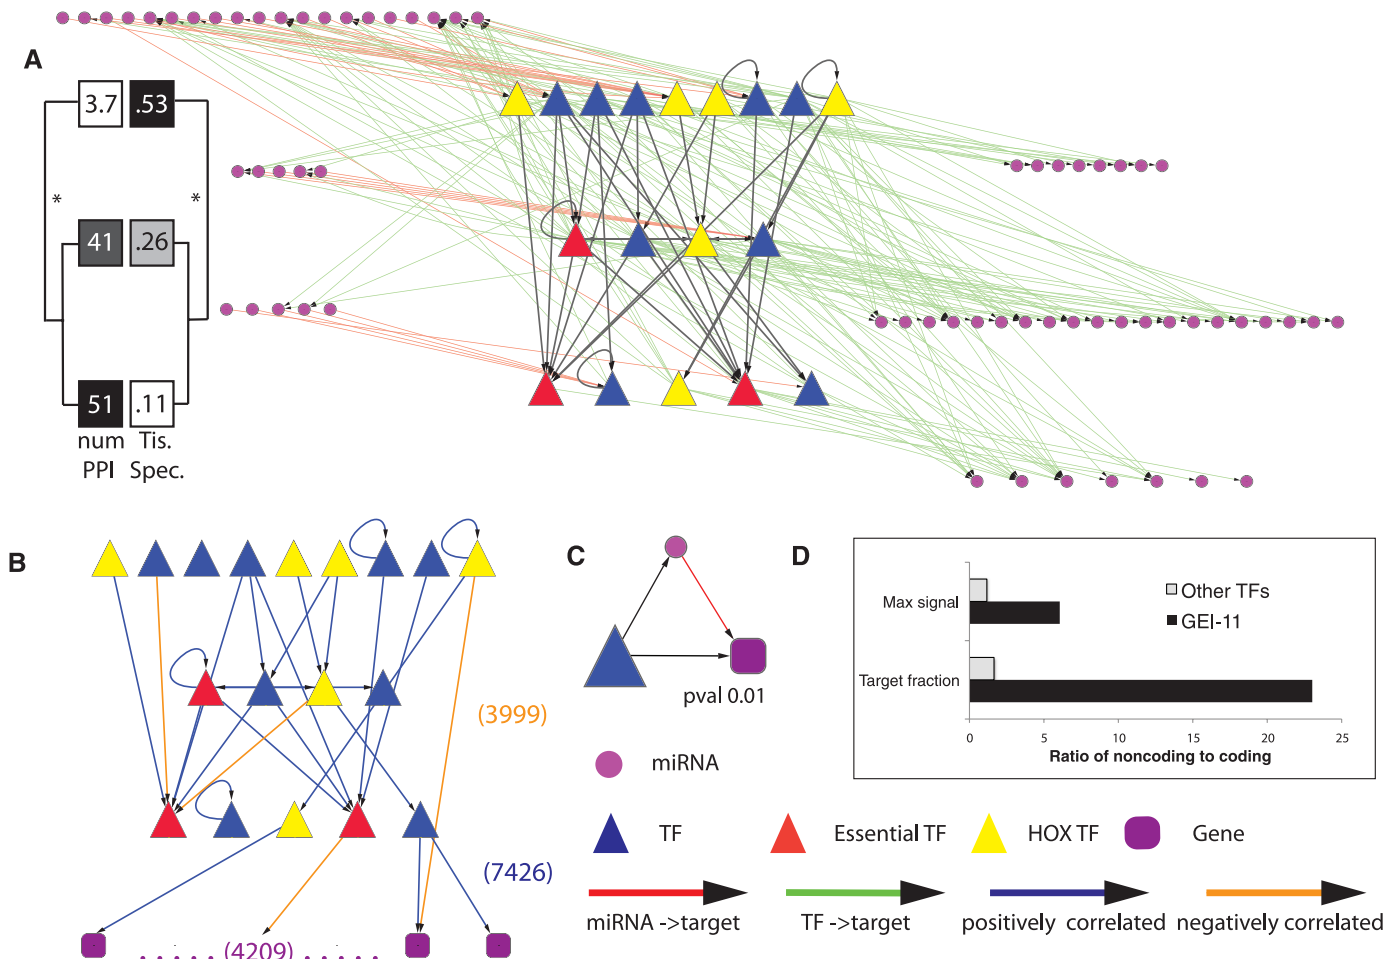 A
3.7 .53
* *
41 .26
51 .11
num Tis.
PPI Spec.
B
(3999)
(7426)
(4209)
C
pval 0.01
D
Max signal
Target fraction
Other TFs
GEI-11
0 5 10 15 20 25
Ratio of noncoding to coding
miRNA
TF Essential TF HOX TF Gene
miRNA ->target TF ->target positively correlated negatively correlated